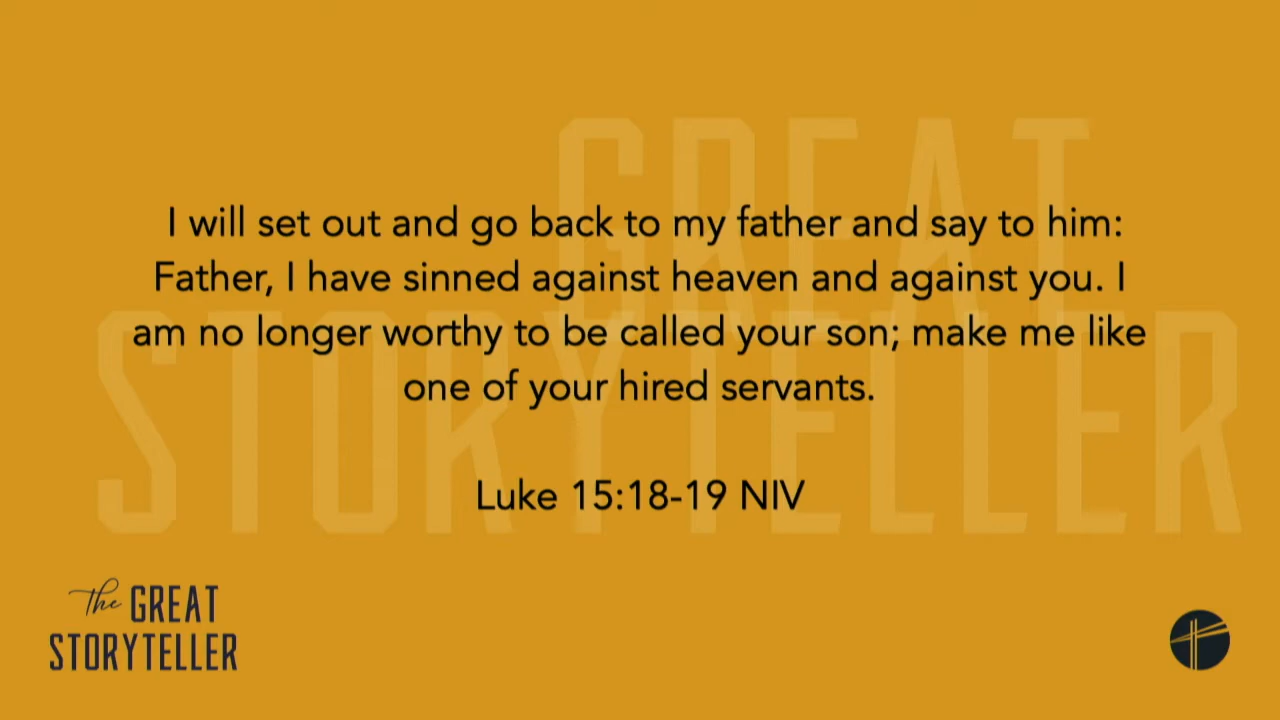 GREAT
STORYTELLER
I will set out and go back to my father and say to him:
Father, I have sinned against heaven and against you. I
am no longer worthy to be called your son; make me like
one of your hired servants.
Luke 15:18-19 NIV
the GREAT
STORYTELLER